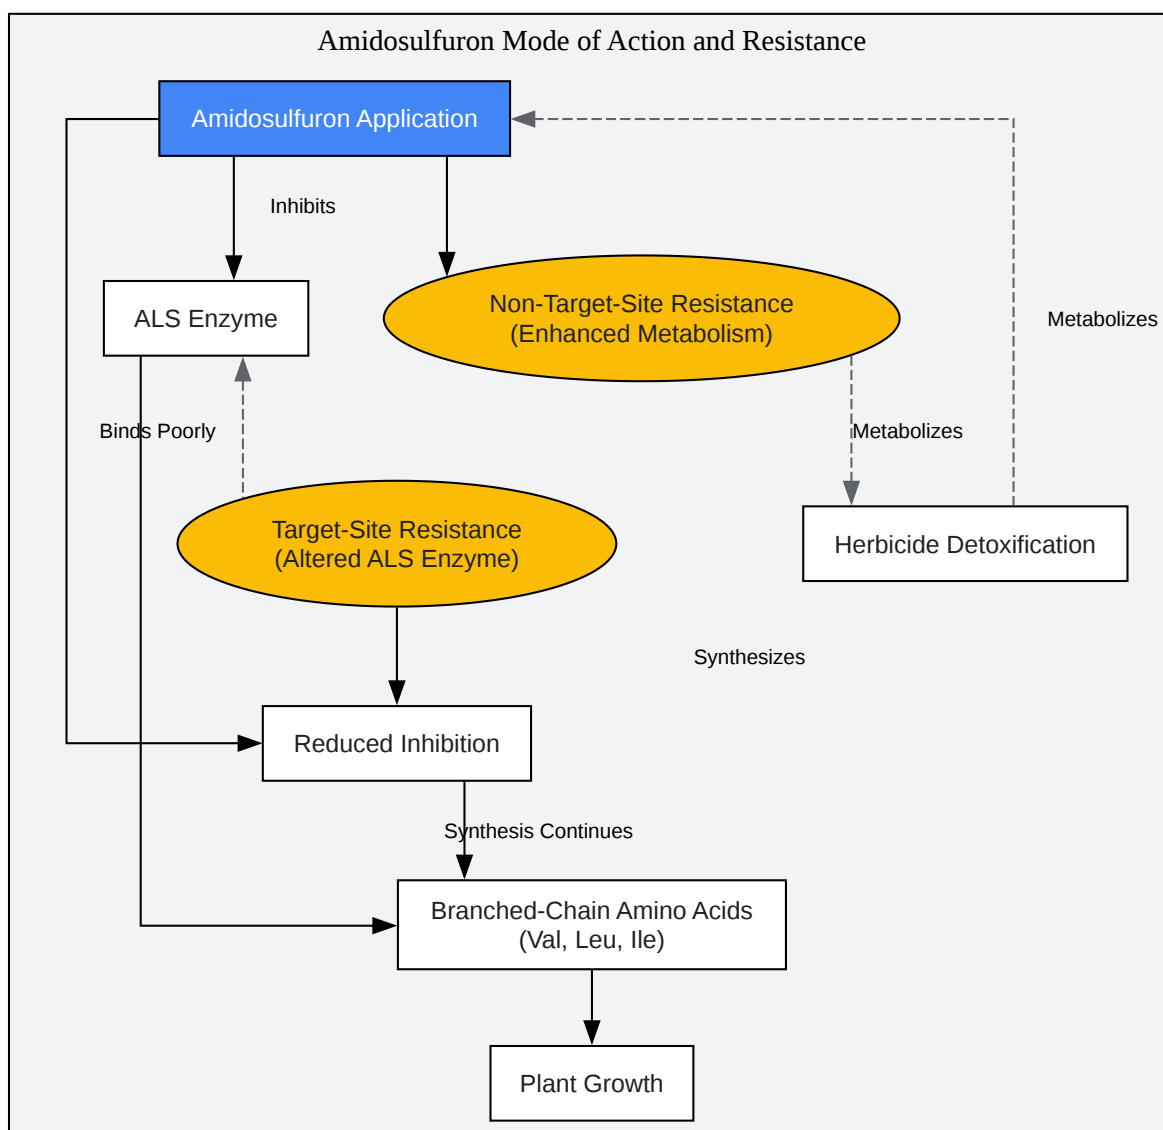 Amidosulfuron Mode of Action and Resistance
Amidosulfuron Application
Inhibits
ALS Enzyme
Non-Target-Site Resistance
(Enhanced Metabolism)
Metabolizes
Binds Poorly
Metabolizes
Target-Site Resistance
(Altered ALS Enzyme)
Herbicide Detoxification
Synthesizes
Reduced Inhibition
Synthesis Continues
Branched-Chain Amino Acids
(Val, Leu, Ile)
Plant Growth